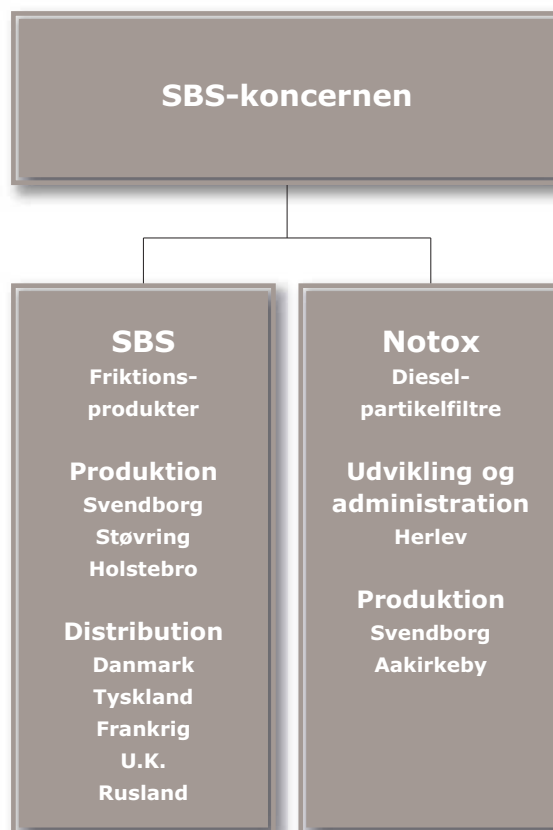 SBS-koncernen
SBS
Friktions-
produkter
Produktion
Svendborg
Støvring
Holstebro
Distribution
Danmark
Tyskland
Frankrig
U.K.
Rusland
Notox
Diesel-
partikelfiltre
Udvikling og
administration
Herlev
Produktion
Svendborg
Aakirkeby